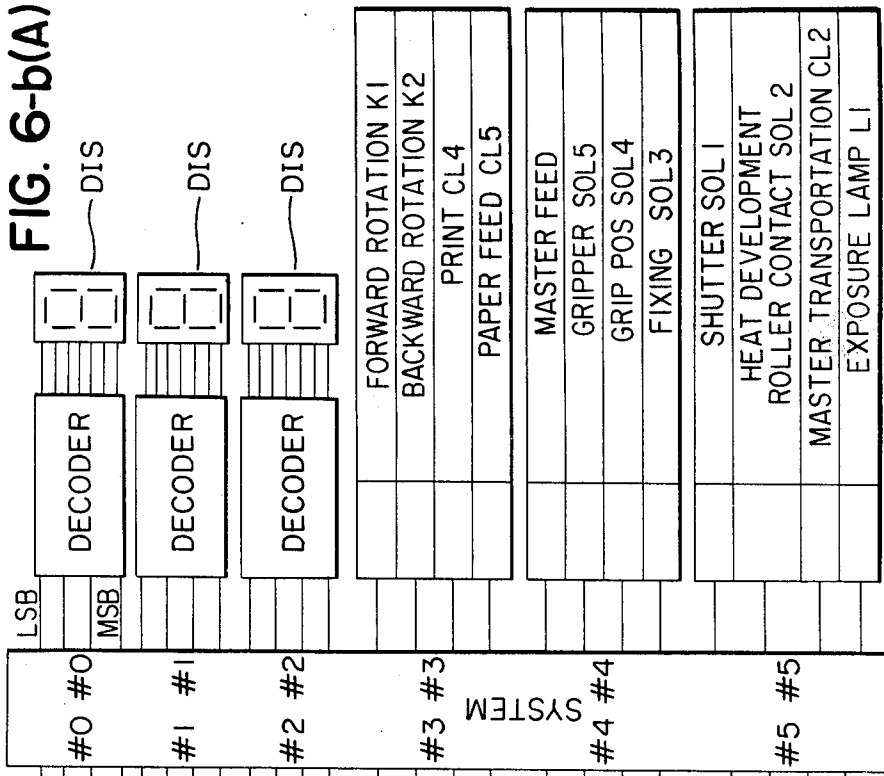 FIG. 6-b(A)
LSB
MSB
#0 #0
DECODER
DIS
#1 #1
DECODER
DIS
#2 #2
DECODER
DIS
SYSTEM
#3 #3
FORWARD ROTATION K1
BACKWARD ROTATION K2
PRINT CL4
PAPER FEED CL5
#4 #4
MASTER FEED
GRIPPER SOL5
GRIP POS SOL4
FIXING SOL3
#5 #5
SHUTTER SOL1
HEAT DEVELOPMENT
ROLLER CONTACT SOL 2
MASTER TRANSPORTATION CL2
EXPOSURE LAMP L1